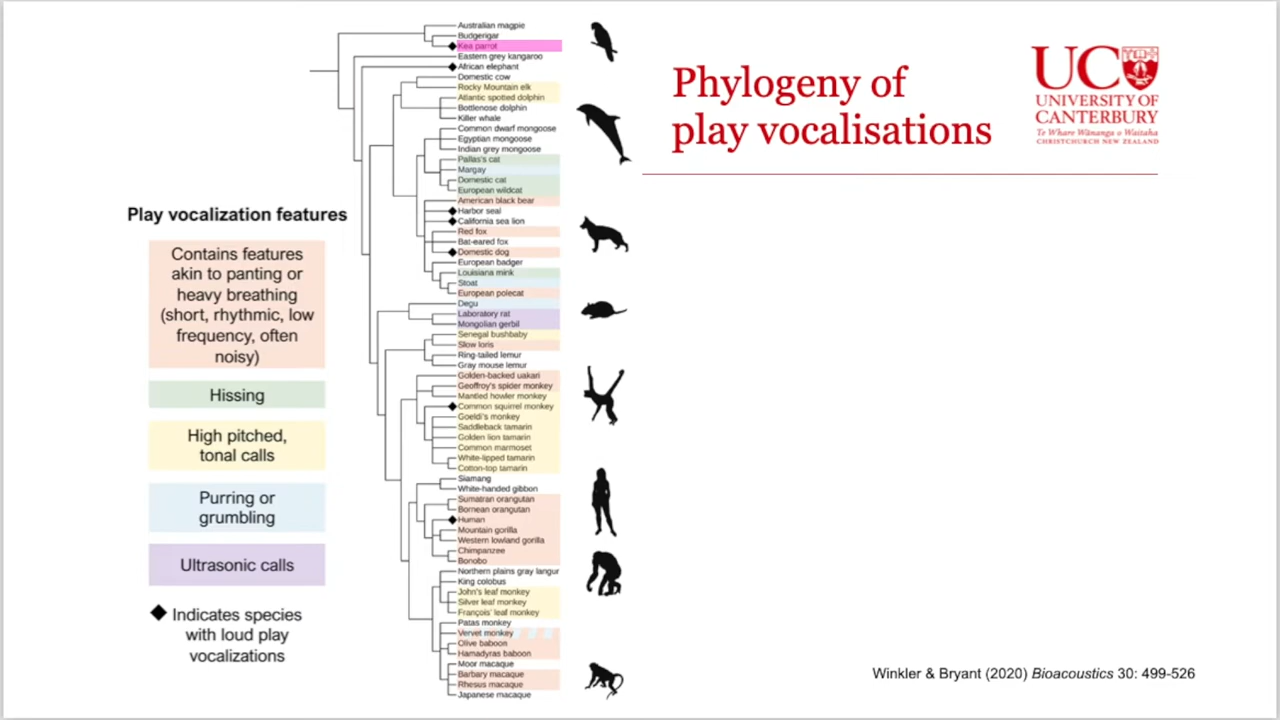 Phylogeny of
play vocalisations
UC
UNIVERSITY OF
CANTERBURY
Te Whare Wānanga o Waitaha
CHRISTCHURCH NEW ZEALAND
Play vocalization features
Contains features
akin to panting or
heavy breathing
(short, rhythmic, low
frequency, often
noisy)
Hissing
High pitched,
tonal calls
Purring or
grumbling
Ultrasonic calls
Indicates species
with loud play
vocalizations
Australian magpie
Budgerigar
Kea parrot
Eastern grey kangaroo
African elephant
Domestic cow
Rocky Mountain elk
Atlantic spotted dolphin
Bottlenose dolphin
Killer whale
Common dwarf mongoose
Egyptian mongoose
Indian grey mongoose
Pallas's cat
Margay
Domestic cat
European wildcat
American black bear
Harbor seal
California sea lion
Red fox
Bat-eared fox
Domestic dog
European badger
Louisiana mink
Stoat
European polecat
Degu
Laboratory rat
Mongolian gerbil
Senegal bushbaby
Slow loris
Ring-tailed lemur
Gray mouse lemur
Golden-backed uakari
Geoffroy's spider monkey
Mantled howler monkey
Common squirrel monkey
Goeldi's monkey
Saddleback tamarin
Golden lion tamarin
Common marmoset
White-lipped tamarin
Cotton-top tamarin
Siamang
White-handed gibbon
Sumatran orangutan
Bornean orangutan
Human
Mountain gorilla
Western lowland gorilla
Chimpanzee
Bonobo
Northern plains gray langur
King colobus
John's leaf monkey
Silver leaf monkey
François' leaf monkey
Patas monkey
Vervet monkey
Olive baboon
Hamadyras baboon
Moor macaque
Barbary macaque
Rhesus macaque
Japanese macaque
Winkler & Bryant (2020) Bioacoustics 30: 499-526